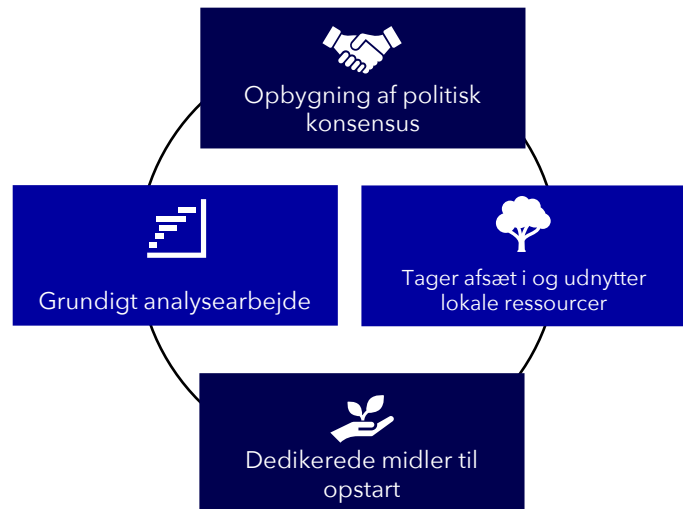 Opbygning af politisk
konsensus
Grundigt analysearbejde
Tager afsæt i og udnytter
lokale ressourcer
Dedikerede midler til
opstart